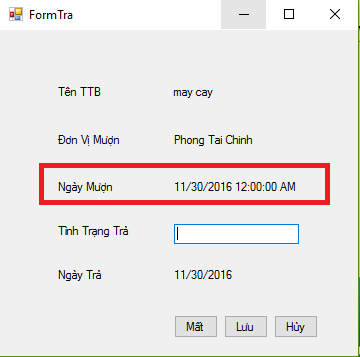 FormTra
Tên TTB may cay
Đơn Vị Mượn Phong Tai Chinh
Ngày Mượn 11/30/2016 12:00:00 AM
Tình Trạng Trả
Ngày Trả 11/30/2016
Mất Lưu Hủy